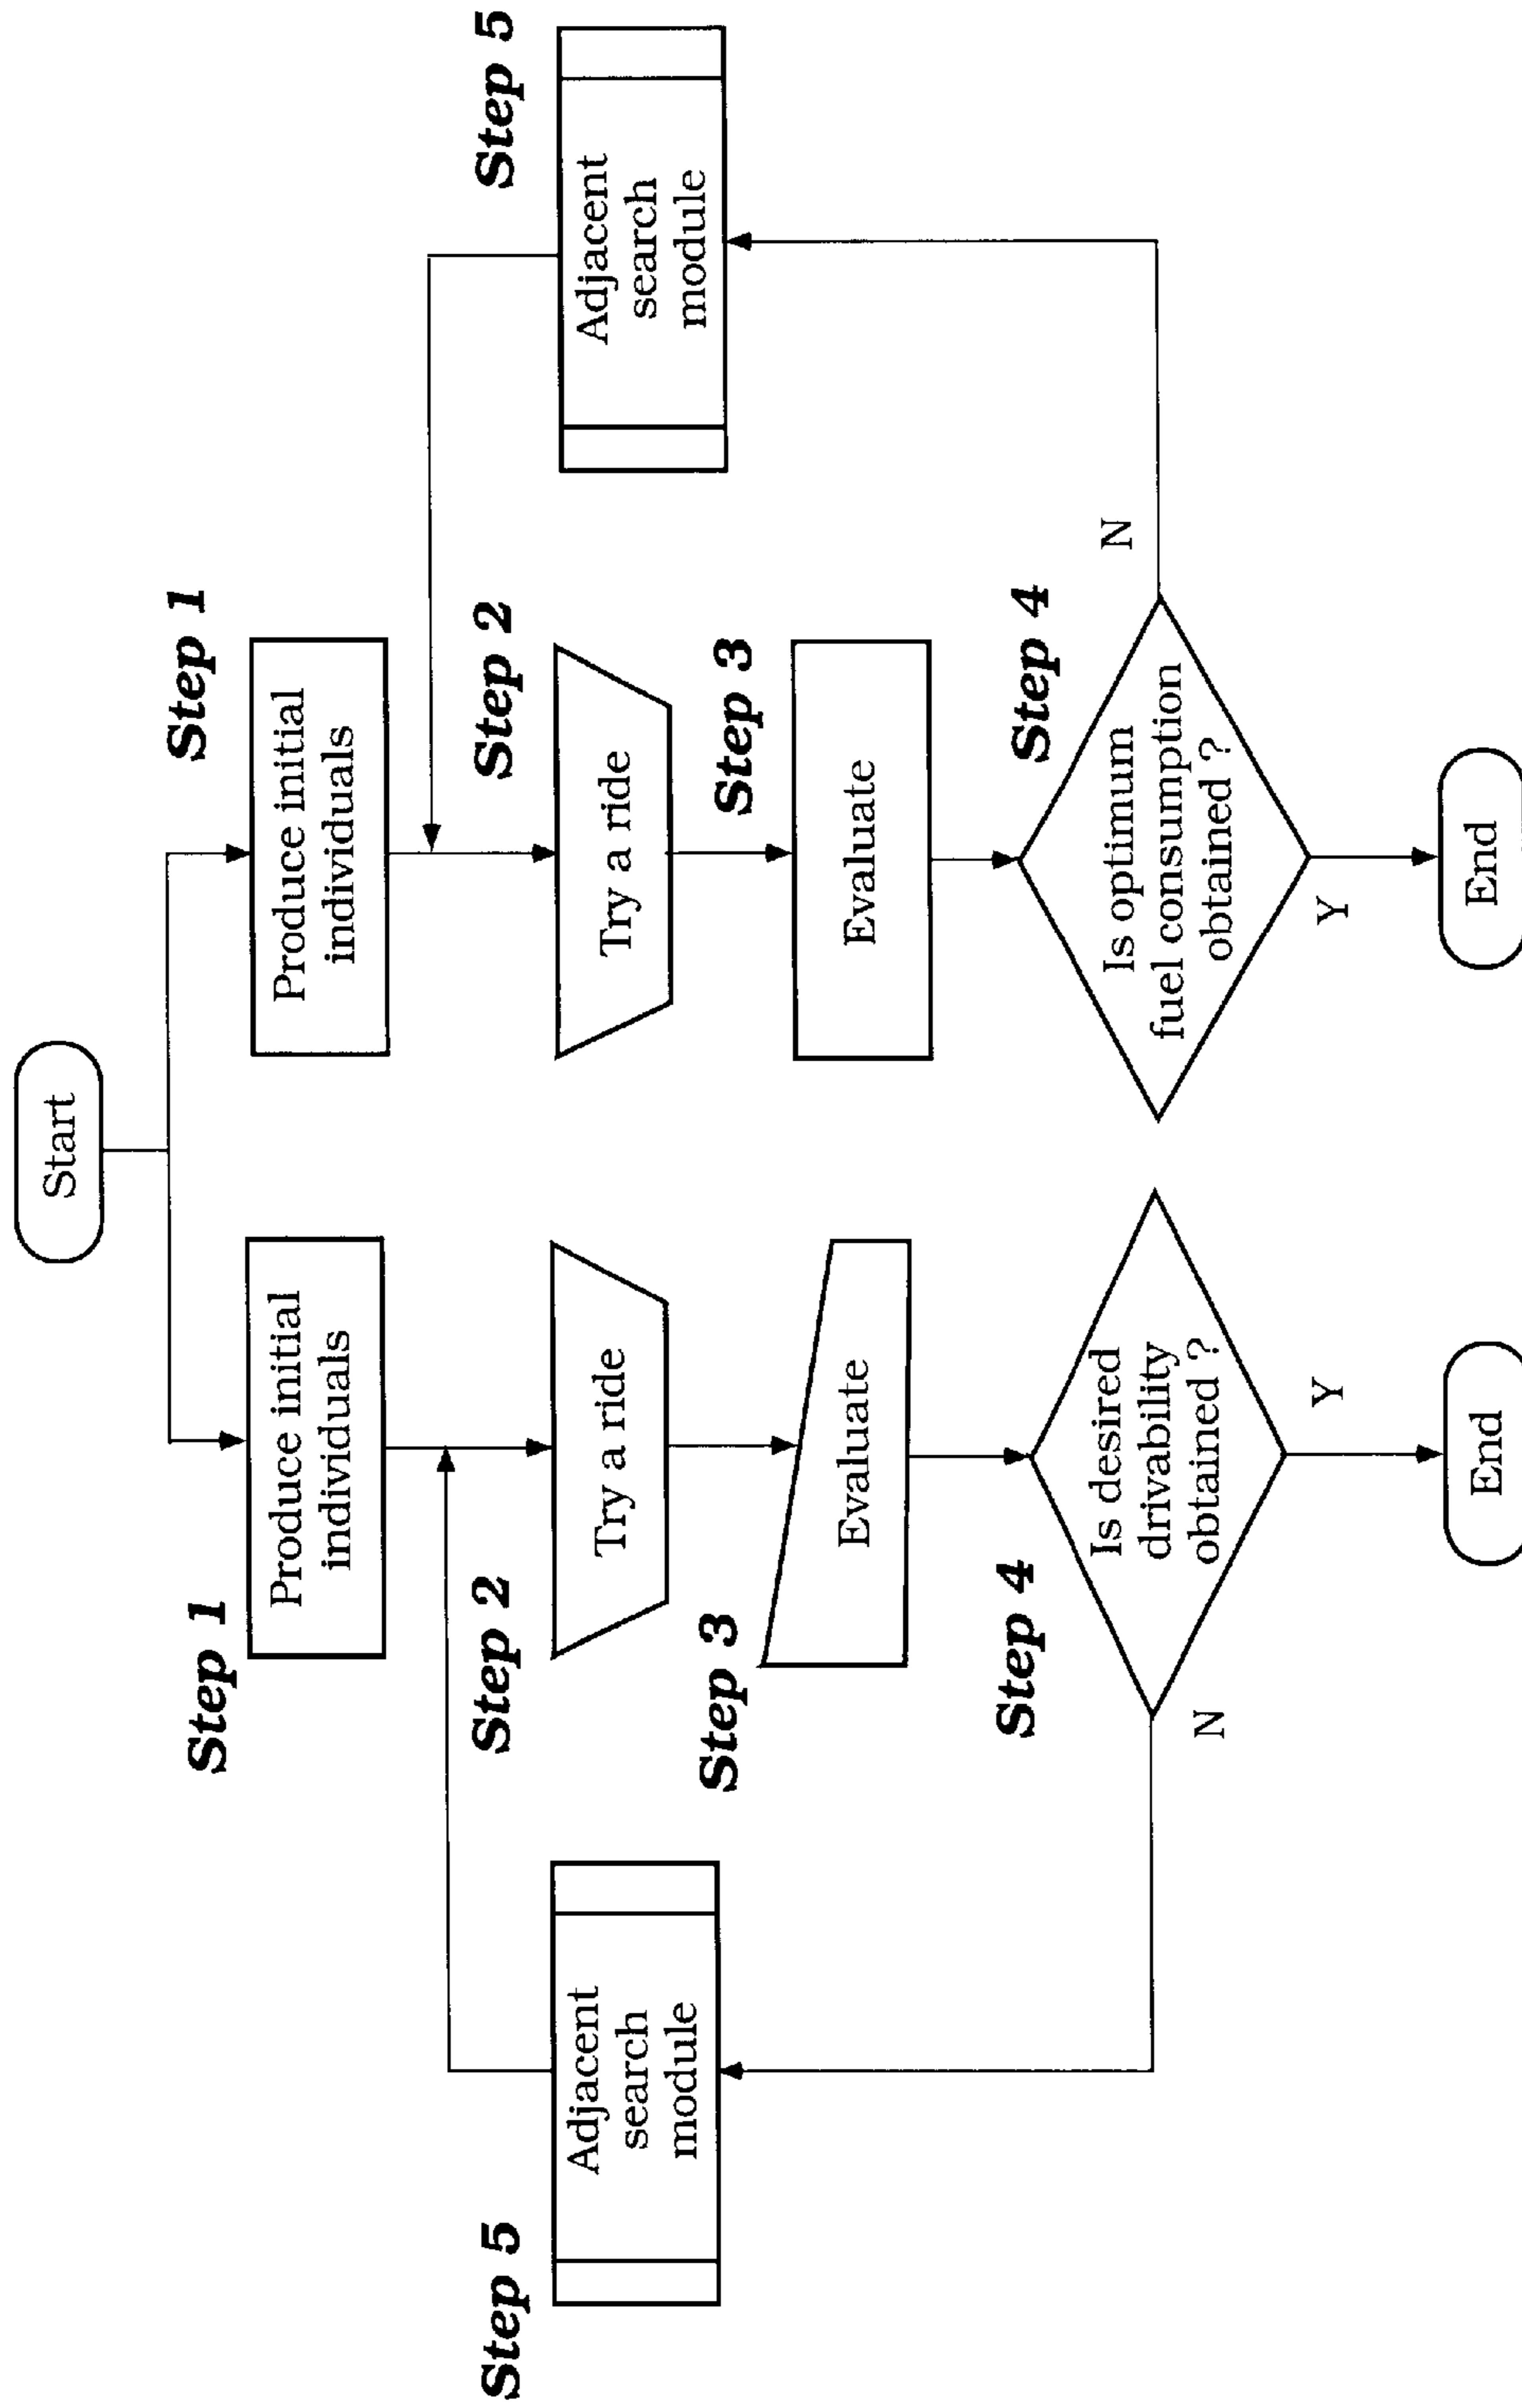 Start
Step 1
Produce initial
individuals
Step 2
Try a ride
Step 3
Evaluate
Step 4
Is desired
drivability
obtained ?
N
Y
End
Step 5
Adjacent
search
module
Step 1
Produce initial
individuals
Step 2
Try a ride
Step 3
Evaluate
Step 4
Is optimum
fuel consumption
obtained ?
N
Y
End
Step 5
Adjacent
search
module